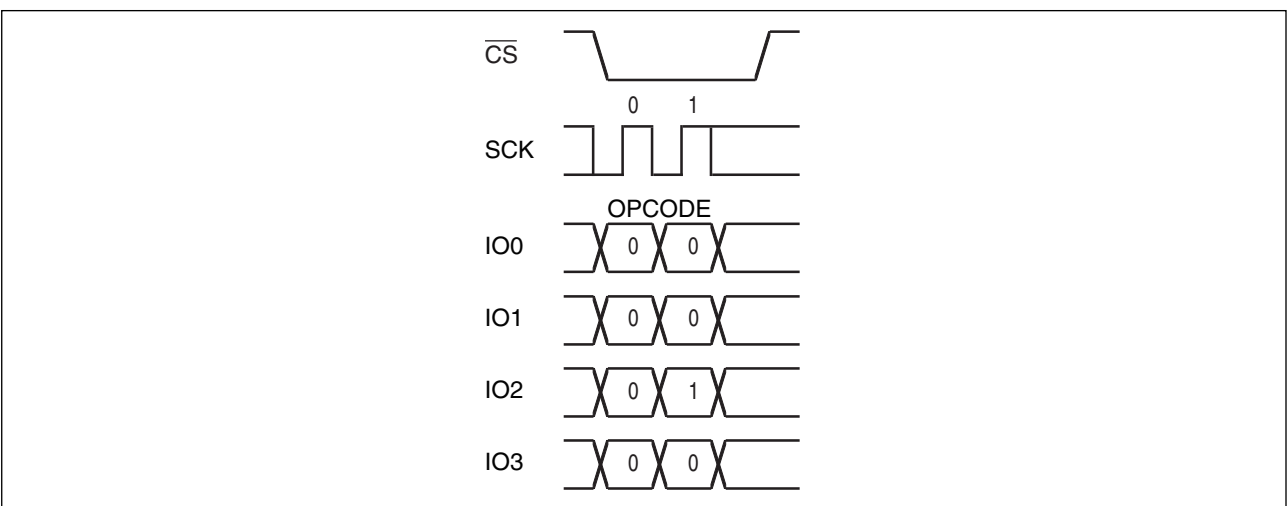 CS
0 1
SCK
OPCODE
IO0 0 0
IO1 0 0
IO2 0 1
IO3 0 0